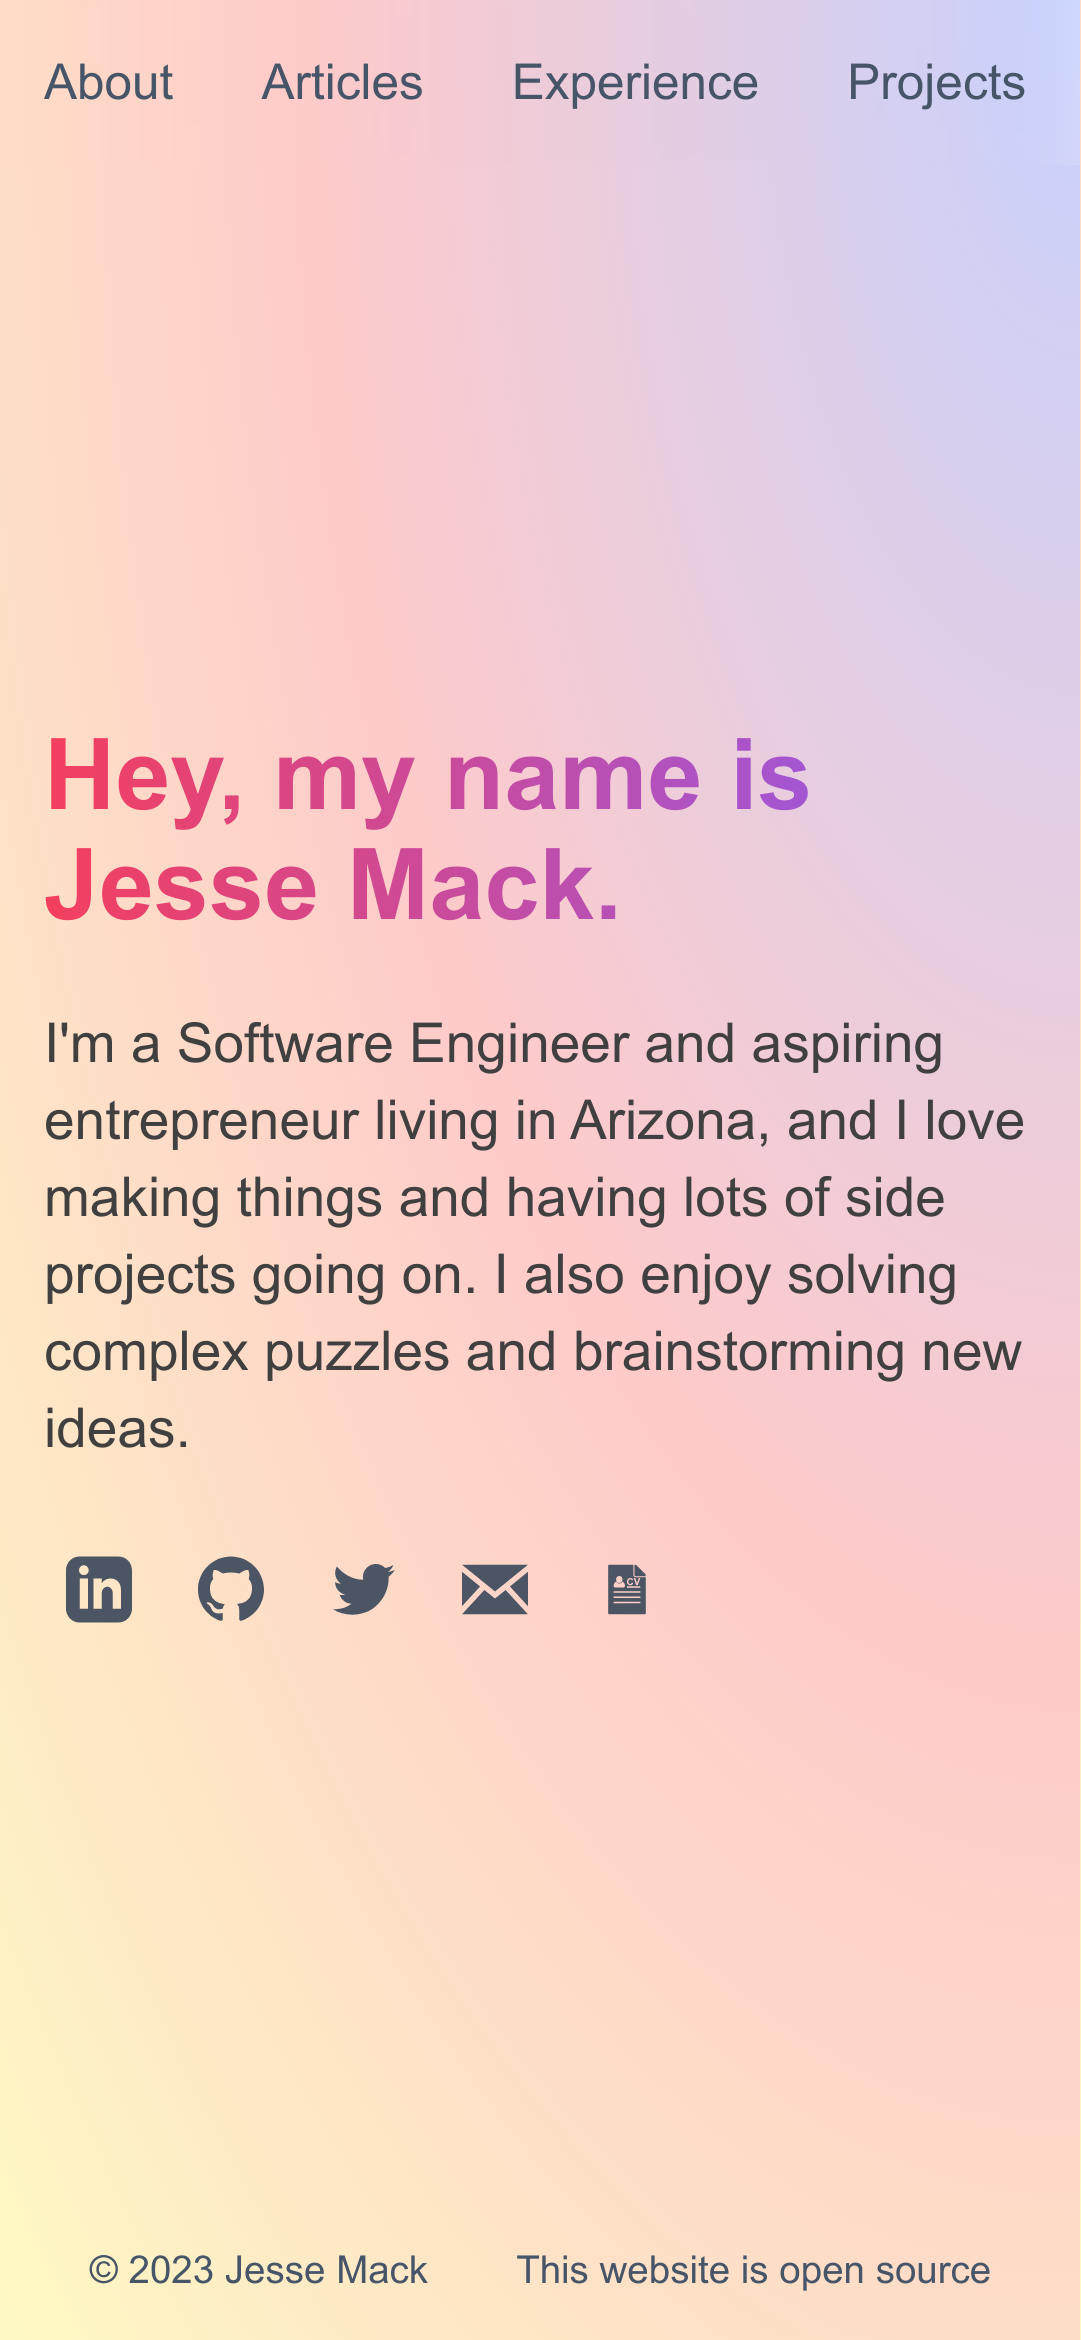 About Articles Experience Projects
Hey, my name is
Jesse Mack.
I'm a Software Engineer and aspiring
entrepreneur living in Arizona, and I love
making things and having lots of side
projects going on. I also enjoy solving
complex puzzles and brainstorming new
ideas.
in CV
© 2023 Jesse Mack This website is open source